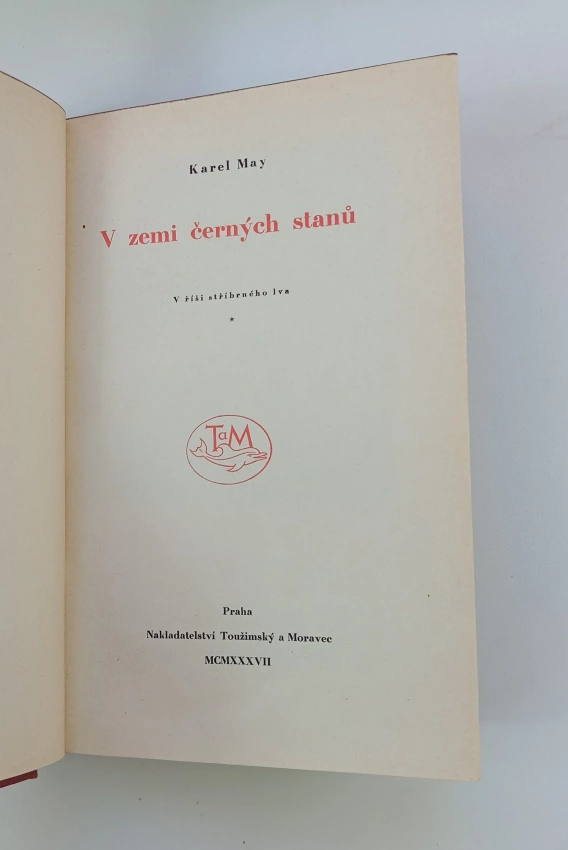 Karel May
V zemi černých stanů
V říši stříbrného lva
*
TaM
Praha
Nakladatelství Toužimský a Moravec
MCMXXXVII